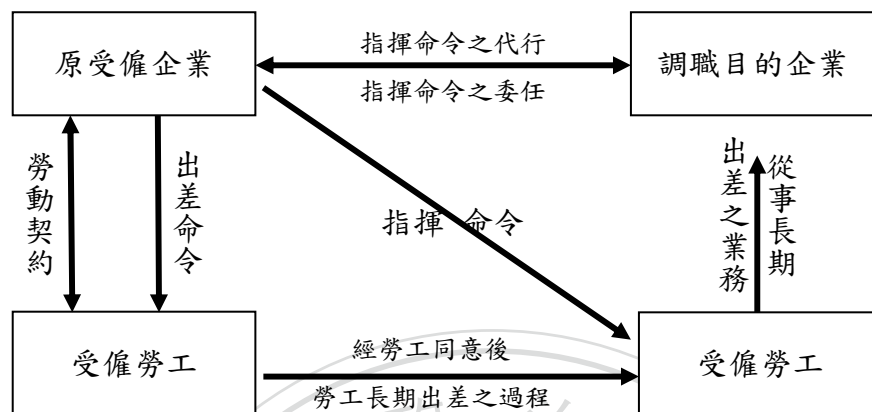 原受僱企業
指揮命令之代行
指揮命令之委任
調職目的企業
勞動契約
出差命令
指揮 命令
出差之業務
從事長期
受僱勞工
經勞工同意後
勞工長期出差之過程
受僱勞工